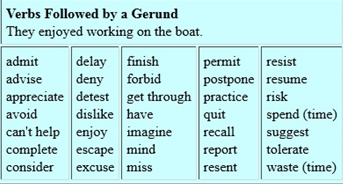 Verbs Followed by a Gerund
They enjoyed working on the boat.
admit delay finish permit resist
advise deny forbid postpone resume
appreciate detest get through practice risk
avoid dislike have quit spend (time)
can't help enjoy imagine recall suggest
complete escape mind report tolerate
consider excuse miss resent waste (time)